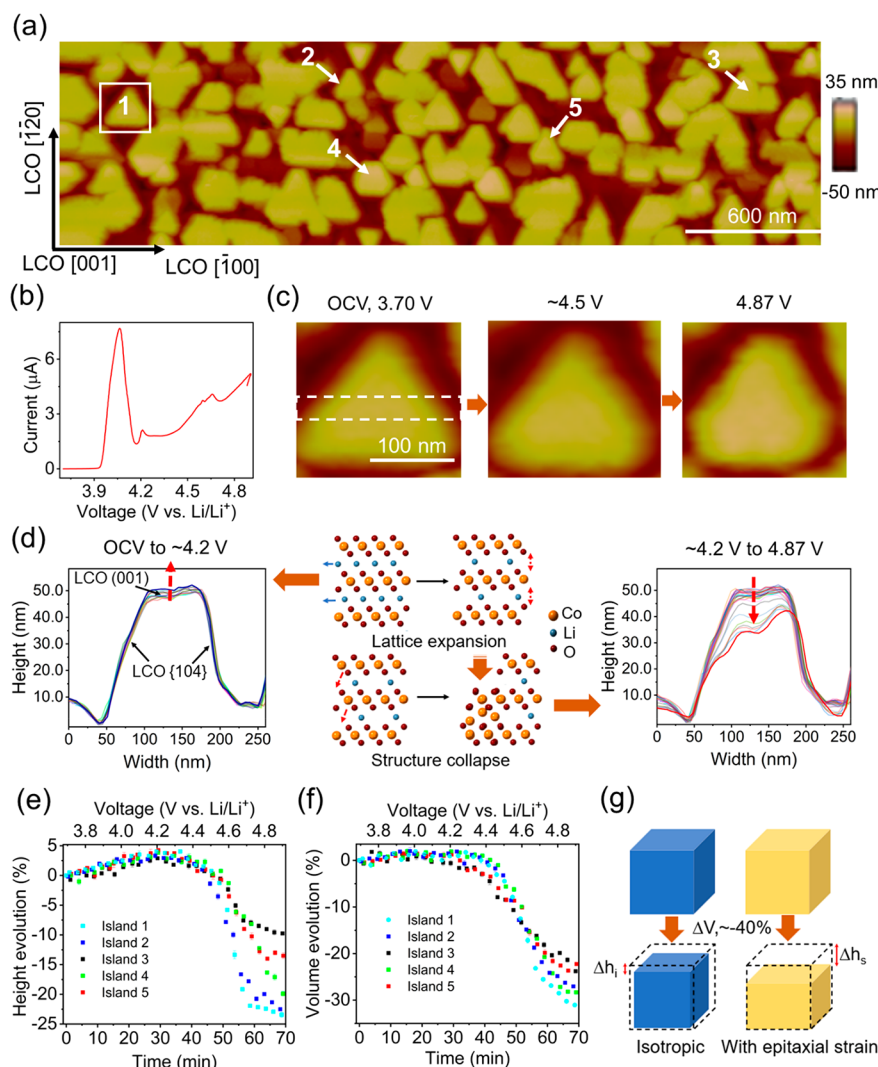 (a)
1
2
3
4
5
LCO [1̄2̄0]
LCO [001]
LCO [1̄00]
600 nm
35 nm
-50 nm
(b)
Current (μA)
6
3
0
3.9 4.2 4.5 4.8
Voltage (V vs. Li/Li⁺)
(c)
OCV, 3.70 V
~4.5 V
4.87 V
100 nm
(d)
OCV to ~4.2 V
Height (nm)
50.0
40.0
30.0
20.0
10.0
LCO (001)
LCO {104}
0 50 100 150 200 250
Width (nm)
Lattice expansion
Structure collapse
Co
Li
O
~4.2 V to 4.87 V
Height (nm)
50.0
40.0
30.0
20.0
10.0
0 50 100 150 200 250
Width (nm)
(e)
Voltage (V vs. Li/Li⁺)
3.8 4.0 4.2 4.4 4.6 4.8
Height evolution (%)
5
0
-5
-10
-15
-20
-25
Island 1
Island 2
Island 3
Island 4
Island 5
0 10 20 30 40 50 60 70
Time (min)
(f)
Voltage (V vs. Li/Li⁺)
3.8 4.0 4.2 4.4 4.6 4.8
Volume evolution (%)
0
-10
-20
-30
Island 1
Island 2
Island 3
Island 4
Island 5
0 10 20 30 40 50 60 70
Time (min)
(g)
ΔV,~-40%
Δhᵢ
Δhₛ
Isotropic
With epitaxial strain